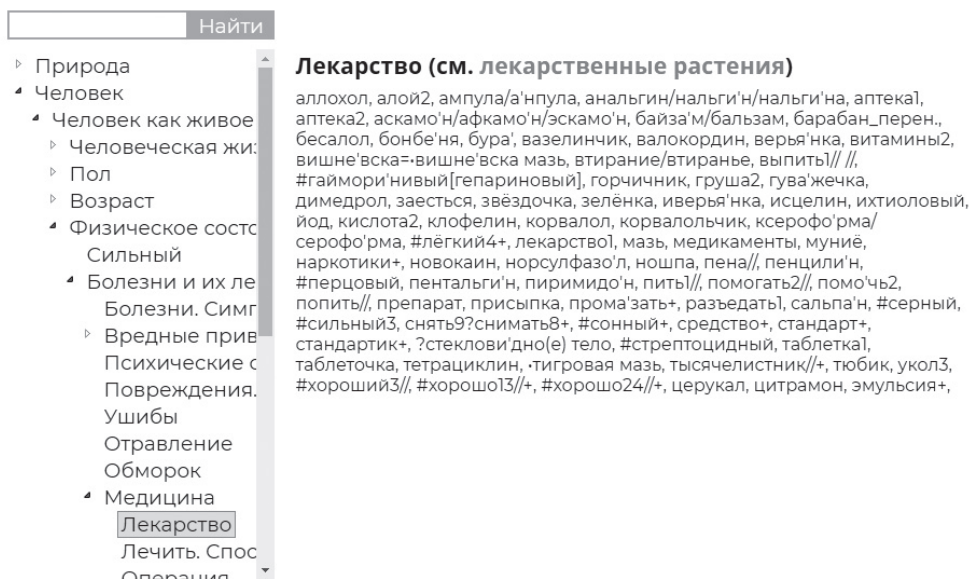 Найти
Природа
Человек
Человек как живое
Человеческая жи
Пол
Возраст
Физическое состо
Сильный
Болезни и их ле
Болезни. Симп
Вредные прив
Психические с
Повреждения.
Ушибы
Отравление
Обморок
Медицина
Лекарство
Лечить. Спос
Операция
Лекарство (см. лекарственные растения)
аллохол, алой2, ампула/а'нпула, анальгин/нальги'н/нальги'на, аптека1,
аптека2, аскамо'н/афкамо'н/эскамо'н, байза'м/бальзам, барабан_перен.,
бесалол, бонбе'ня, бура', вазелинчик, валокордин, верья'нка, витамины2,
вишне'вска=•вишне'вска мазь, втирание/втиранье, выпить1// //,
#гаймори'нивый[гепариновый], горчичник, груша2, гува'жечка,
димедрол, заесться, звёздочка, зелёнка, иверья'нка, исцелин, ихтиоловый,
йод, кислота2, клофелин, корвалол, корвалольчик, ксерофо'рма/
серофо'рма, #лёгкий4+, лекарство1, мазь, медикаменты, муниё,
наркотики+, новокаин, норсулфазо'л, ношпа, пена//, пенцили'н,
#перцовый, пентальги'н, пиримидо'н, пить1//, помогать2//, помо'чь2,
попить//, препарат, присыпка, прома'зать+, разъедать1, сальпа'н, #серный,
#сильный3, снять9?снимать8+, #сонный+, средство+, стандарт+,
стандартик+, ?стеклови'дно(е) тело, #стрептоцидный, таблетка1,
таблеточка, тетрациклин, •тигровая мазь, тысячелистник//+, тюбик, укол3,
#хороший3//, #хорошо13//+, #хорошо24//+, церукал, цитрамон, эмульсия+,